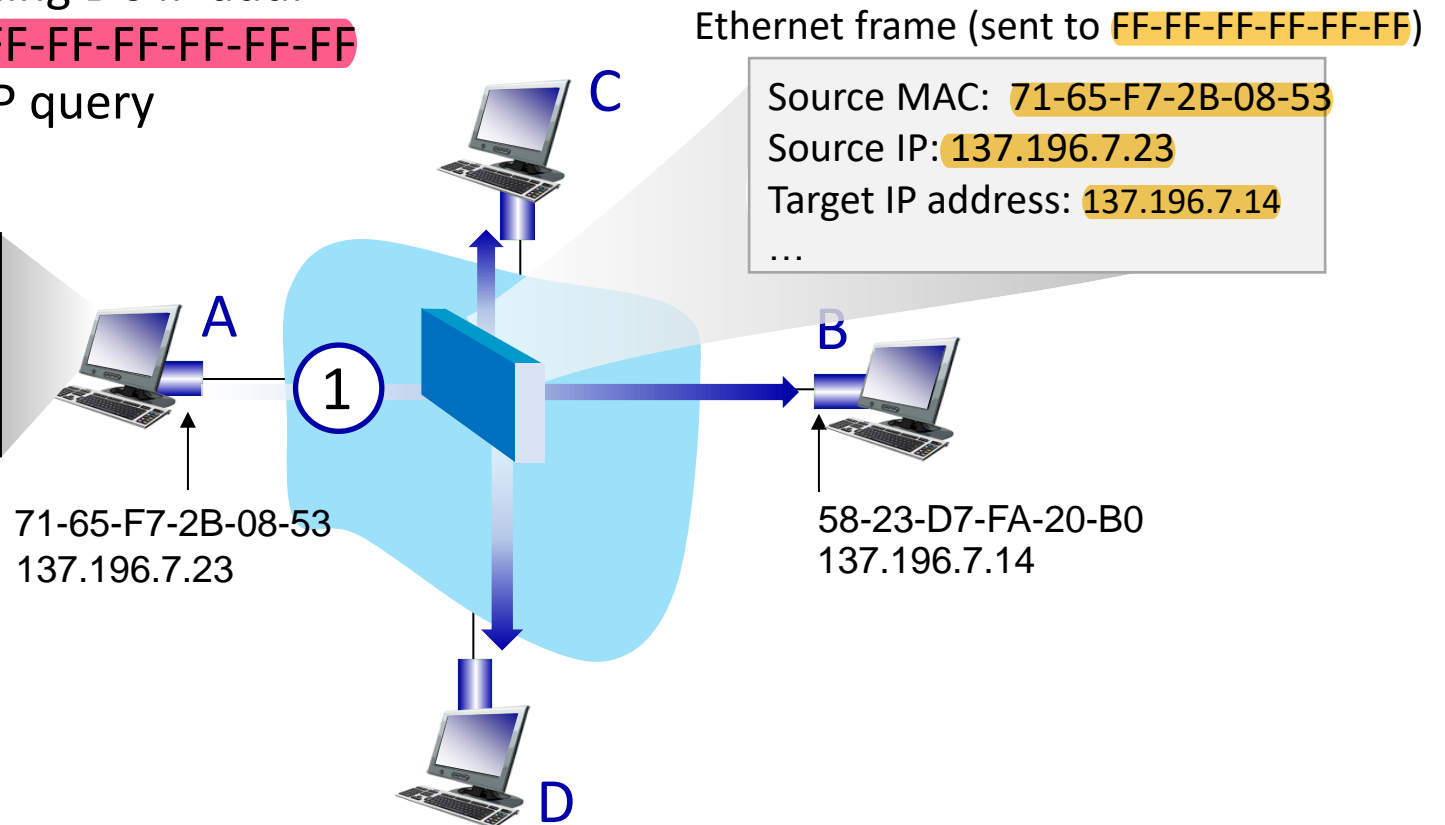 FF-FF-FF-FF-FF-FF
P query
Ethernet frame (sent to FF-FF-FF-FF-FF-FF)
Source MAC: 71-65-F7-2B-08-53
Source IP: 137.196.7.23
Target IP address: 137.196.7.14
…
C
A
B
1
71-65-F7-2B-08-53
137.196.7.23
58-23-D7-FA-20-B0
137.196.7.14
D